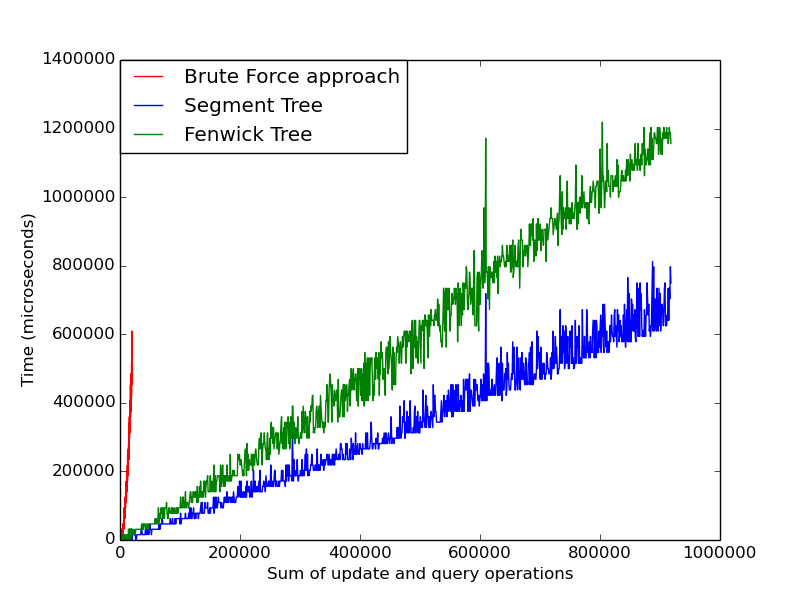 1400000
1200000
1000000
800000
600000
400000
200000
0
Time (microseconds)
Brute Force approach
Segment Tree
Fenwick Tree
0 200000 400000 600000 800000 1000000
Sum of update and query operations